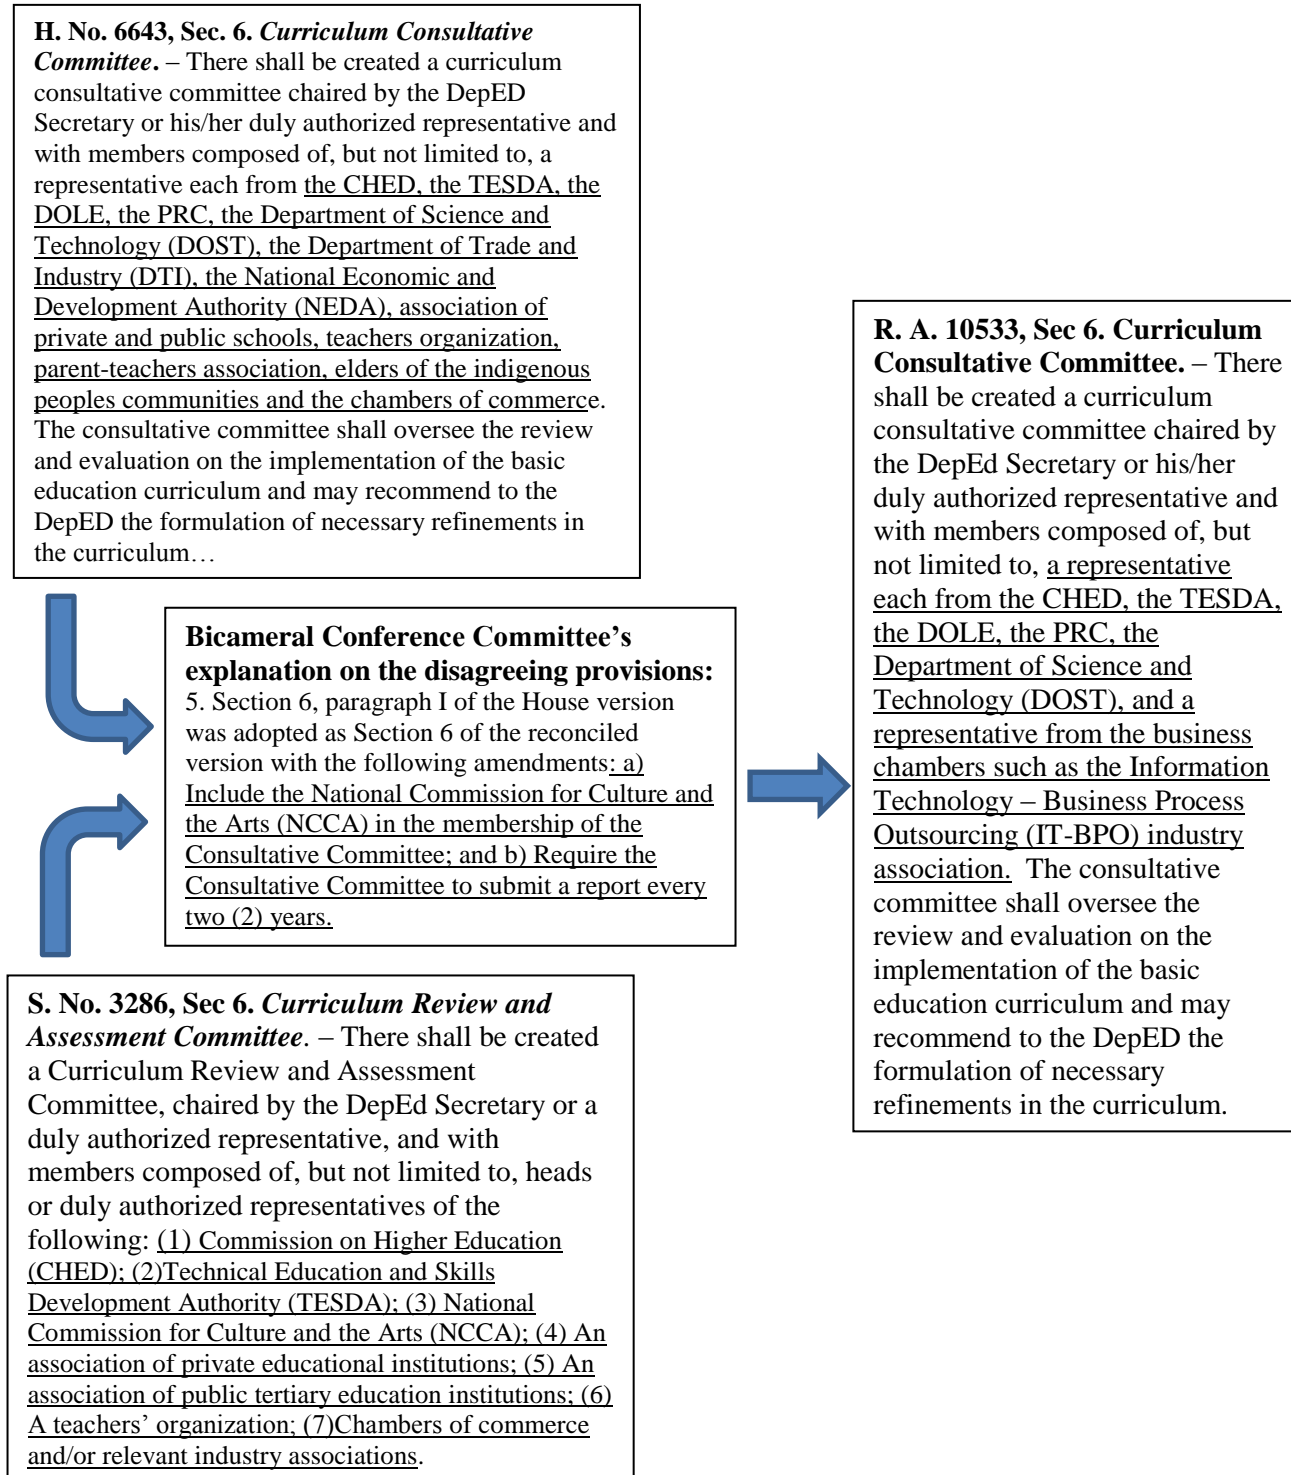 H. No. 6643, Sec. 6. Curriculum Consultative
Committee. – There shall be created a curriculum
consultative committee chaired by the DepED
Secretary or his/her duly authorized representative and
with members composed of, but not limited to, a
representative each from the CHED, the TESDA, the
DOLE, the PRC, the Department of Science and
Technology (DOST), the Department of Trade and
Industry (DTI), the National Economic and
Development Authority (NEDA), association of
private and public schools, teachers organization,
parent-teachers association, elders of the indigenous
peoples communities and the chambers of commerce.
The consultative committee shall oversee the review
and evaluation on the implementation of the basic
education curriculum and may recommend to the
DepED the formulation of necessary refinements in
the curriculum…
Bicameral Conference Committee’s
explanation on the disagreeing provisions:
5. Section 6, paragraph I of the House version
was adopted as Section 6 of the reconciled
version with the following amendments: a)
Include the National Commission for Culture and
the Arts (NCCA) in the membership of the
Consultative Committee; and b) Require the
Consultative Committee to submit a report every
two (2) years.
S. No. 3286, Sec 6. Curriculum Review and
Assessment Committee. – There shall be created
a Curriculum Review and Assessment
Committee, chaired by the DepEd Secretary or a
duly authorized representative, and with
members composed of, but not limited to, heads
or duly authorized representatives of the
following: (1) Commission on Higher Education
(CHED); (2)Technical Education and Skills
Development Authority (TESDA); (3) National
Commission for Culture and the Arts (NCCA); (4) An
association of private educational institutions; (5) An
association of public tertiary education institutions; (6)
A teachers’ organization; (7)Chambers of commerce
and/or relevant industry associations.
R. A. 10533, Sec 6. Curriculum
Consultative Committee. – There
shall be created a curriculum
consultative committee chaired by
the DepEd Secretary or his/her
duly authorized representative and
with members composed of, but
not limited to, a representative
each from the CHED, the TESDA,
the DOLE, the PRC, the
Department of Science and
Technology (DOST), and a
representative from the business
chambers such as the Information
Technology – Business Process
Outsourcing (IT-BPO) industry
association. The consultative
committee shall oversee the
review and evaluation on the
implementation of the basic
education curriculum and may
recommend to the DepED the
formulation of necessary
refinements in the curriculum.